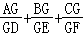 AG/GD + BG/GE + CG/GF